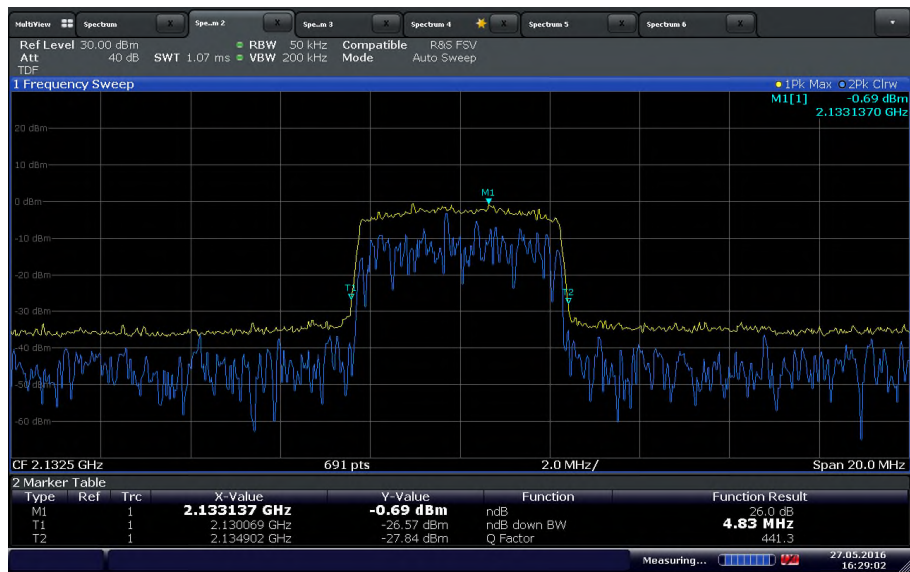 MultiView Spectrum X Spe...m 2 X Spe...m 3 X Spectrum 4 X Spectrum 5 X Spectrum 6 X
Ref Level 30.00 dBm RBW 50 kHz Compatible R&S FSV
Att 40 dB SWT 1.07 ms VBW 200 kHz Mode Auto Sweep
TDF
1 Frequency Sweep 1Pk Max 2Pk Clrw
M1[1] -0.69 dBm
2.1331370 GHz
20 dBm
10 dBm
M1
0 dBm
-10 dBm
-20 dBm
T1 T2
-30 dBm
-40 dBm
-50 dBm
-60 dBm
CF 2.1325 GHz 691 pts 2.0 MHz/ Span 20.0 MHz
2 Marker Table
Type Ref Trc X-Value Y-Value Function Function Result
M1 1 2.133137 GHz -0.69 dBm ndB 26.0 dB
T1 1 2.130069 GHz -26.57 dBm ndB down BW 4.83 MHz
T2 1 2.134902 GHz -27.84 dBm Q Factor 441.3
Measuring... 27.05.2016
16:29:02